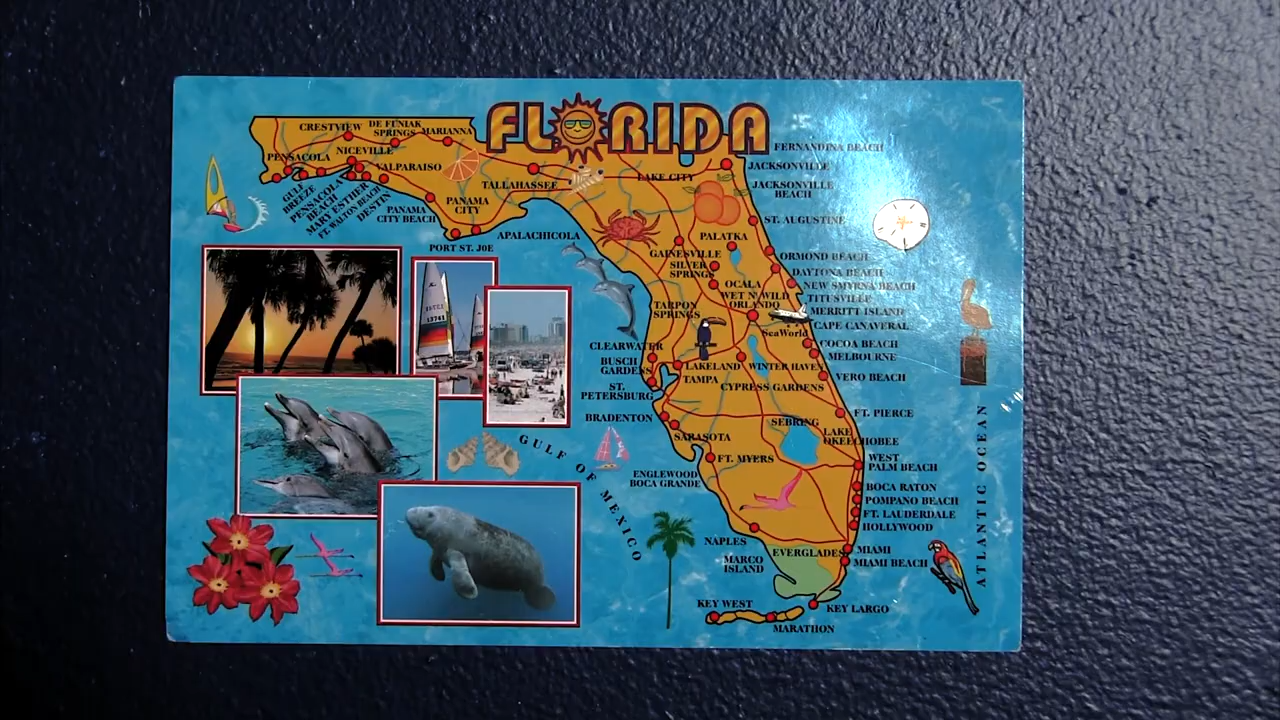 FLORIDA
CRESTVIEW
DE FUNIAK
SPRINGS
MARIANNA
PENSACOLA
NICEVILLE
VALPARAISO
GULF
BREEZE
PENSACOLA
BEACH
MARY ESTHER
FT. WALTON BEACH
DESTIN
PANAMA
CITY
PANAMA
CITY BEACH
PORT ST. JOE
APALACHICOLA
TALLAHASSEE
LAKE CITY
FERNANDINA BEACH
JACKSONVILLE
JACKSONVILLE
BEACH
ST. AUGUSTINE
PALATKA
GAINESVILLE
SILVER
SPRINGS
OCALA
ORMOND BEACH
DAYTONA BEACH
NEW SMYRNA BEACH
WET N' WILD
ORLANDO
TITUSVILLE
MERRITT ISLAND
CAPE CANAVERAL
SeaWorld
COCOA BEACH
MELBOURNE
TARPON
SPRINGS
CLEARWATER
BUSCH
GARDENS
LAKELAND
WINTER HAVEN
TAMPA
CYPRESS GARDENS
VERO BEACH
ST.
PETERSBURG
BRADENTON
SARASOTA
SEBRING
LAKE
OKEECHOBEE
FT. PIERCE
FT. MYERS
WEST
PALM BEACH
ENGLEWOOD
BOCA GRANDE
BOCA RATON
POMPANO BEACH
FT. LAUDERDALE
HOLLYWOOD
NAPLES
MARCO
ISLAND
EVERGLADES
MIAMI
MIAMI BEACH
KEY WEST
KEY LARGO
MARATHON
GULF OF MEXICO
ATLANTIC OCEAN
13741